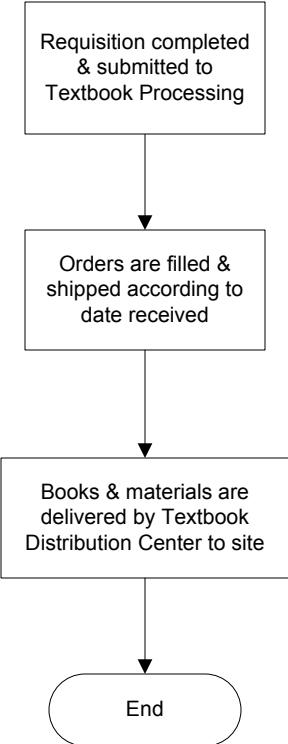 Requisition completed
& submitted to
Textbook Processing
Orders are filled &
shipped according to
date received
Books & materials are
delivered by Textbook
Distribution Center to site
End